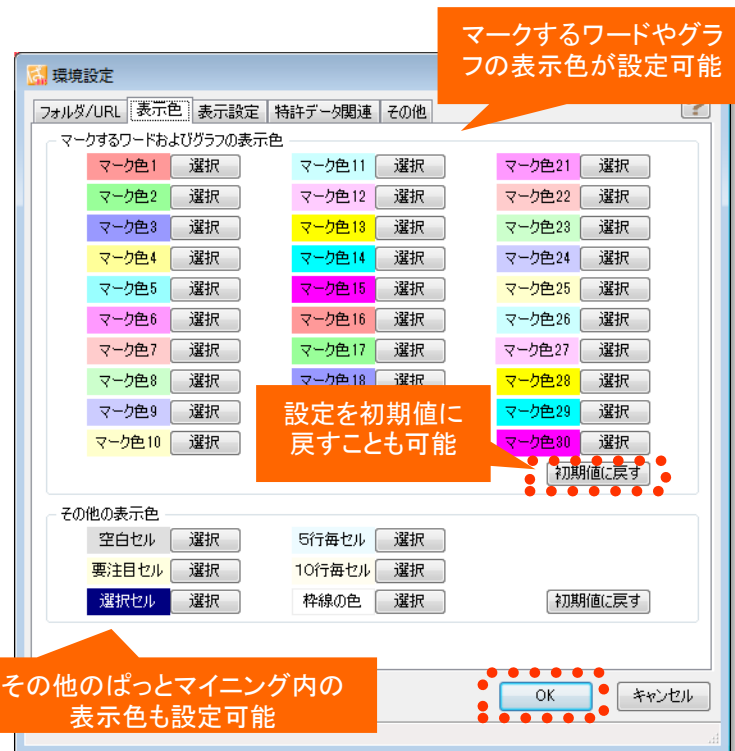 マークするワードやグラ
フの表示色が設定可能
環境設定
フォルダ/URL 表示色 表示設定 特許データ関連 その他 ?
マークするワードおよびグラフの表示色
マーク色1 選択 マーク色11 選択 マーク色21 選択
マーク色2 選択 マーク色12 選択 マーク色22 選択
マーク色3 選択 マーク色13 選択 マーク色23 選択
マーク色4 選択 マーク色14 選択 マーク色24 選択
マーク色5 選択 マーク色15 選択 マーク色25 選択
マーク色6 選択 マーク色16 選択 マーク色26 選択
マーク色7 選択 マーク色17 選択 マーク色27 選択
マーク色8 選択 マーク色18 選択 マーク色28 選択
マーク色9 選択 マーク色29 選択
マーク色10 選択 マーク色30 選択
設定を初期値に
戻すことも可能
初期値に戻す
その他の表示色
空白セル 選択 5行毎セル 選択
要注目セル 選択 10行毎セル 選択
選択セル 選択 枠線の色 選択 初期値に戻す
その他のぱっとマイニング内の
表示色も設定可能
OK キャンセル